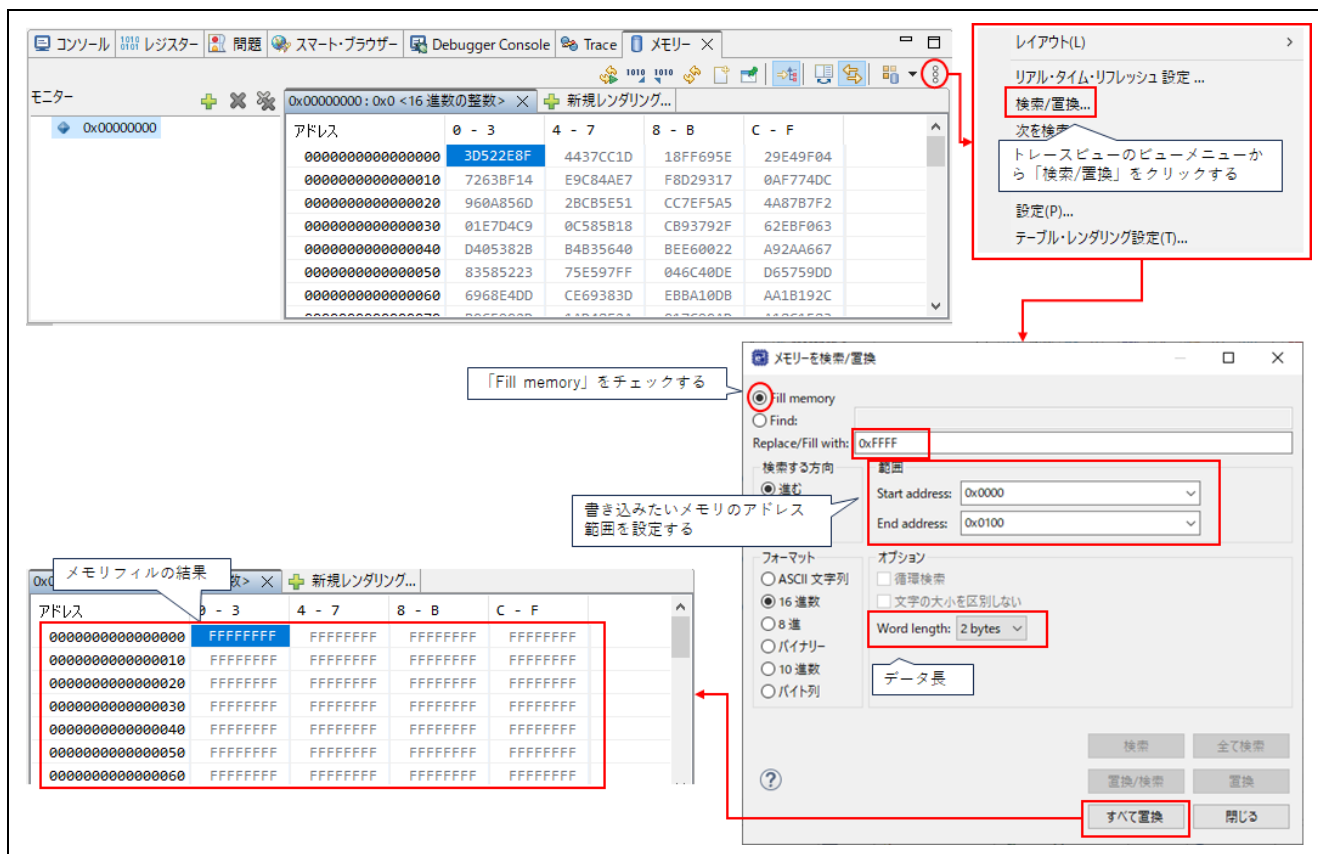 コンソール レジスター 問題 スマート・ブラウザー Debugger Console Trace メモリー
モニター
0x00000000
0x00000000 : 0x0 <16 進数の整数> 新規レンダリング...
アドレス 0 - 3 4 - 7 8 - B C - F
0000000000000000 3D522E8F 4437CC1D 18FF695E 29E49F04
0000000000000010 7263BF14 E9C84AE7 F8D29317 0AF774DC
0000000000000020 960A856D 2BCB5E51 CC7EF5A5 4A87B7F2
0000000000000030 01E7D4C9 0C585B18 CB93792F 62EBF063
0000000000000040 D405382B B4B35640 BEE60022 A92AA667
0000000000000050 83585223 75E597FF 046C40DE D65759DD
0000000000000060 6968E4DD CE69383D EBBA10DB AA1B192C
レイアウト(L)
リアル・タイム・リフレッシュ 設定 ...
検索/置換...
次を検索
トレースビューのビューメニューか
ら「検索/置換」をクリックする
設定(P)...
テーブル・レンダリング設定(T)...
「Fill memory」をチェックする
メモリーを検索/置換
Fill memory
Find:
Replace/Fill with: 0xFFFF
検索する方向
進む
範囲
Start address: 0x0000
End address: 0x0100
書き込みたいメモリのアドレス
範囲を設定する
フォーマット
ASCII 文字列
16 進数
8 進
バイナリー
10 進数
バイト列
オプション
循環検索
文字の大小を区別しない
Word length: 2 bytes
データ長
検索 全て検索
置換/検索 置換
すべて置換 閉じる
メモリフィルの結果
新規レンダリング...
アドレス 0 - 3 4 - 7 8 - B C - F
0000000000000000 FFFFFFFF FFFFFFFF FFFFFFFF FFFFFFFF
0000000000000010 FFFFFFFF FFFFFFFF FFFFFFFF FFFFFFFF
0000000000000020 FFFFFFFF FFFFFFFF FFFFFFFF FFFFFFFF
0000000000000030 FFFFFFFF FFFFFFFF FFFFFFFF FFFFFFFF
0000000000000040 FFFFFFFF FFFFFFFF FFFFFFFF FFFFFFFF
0000000000000050 FFFFFFFF FFFFFFFF FFFFFFFF FFFFFFFF
0000000000000060 FFFFFFFF FFFFFFFF FFFFFFFF FFFFFFFF